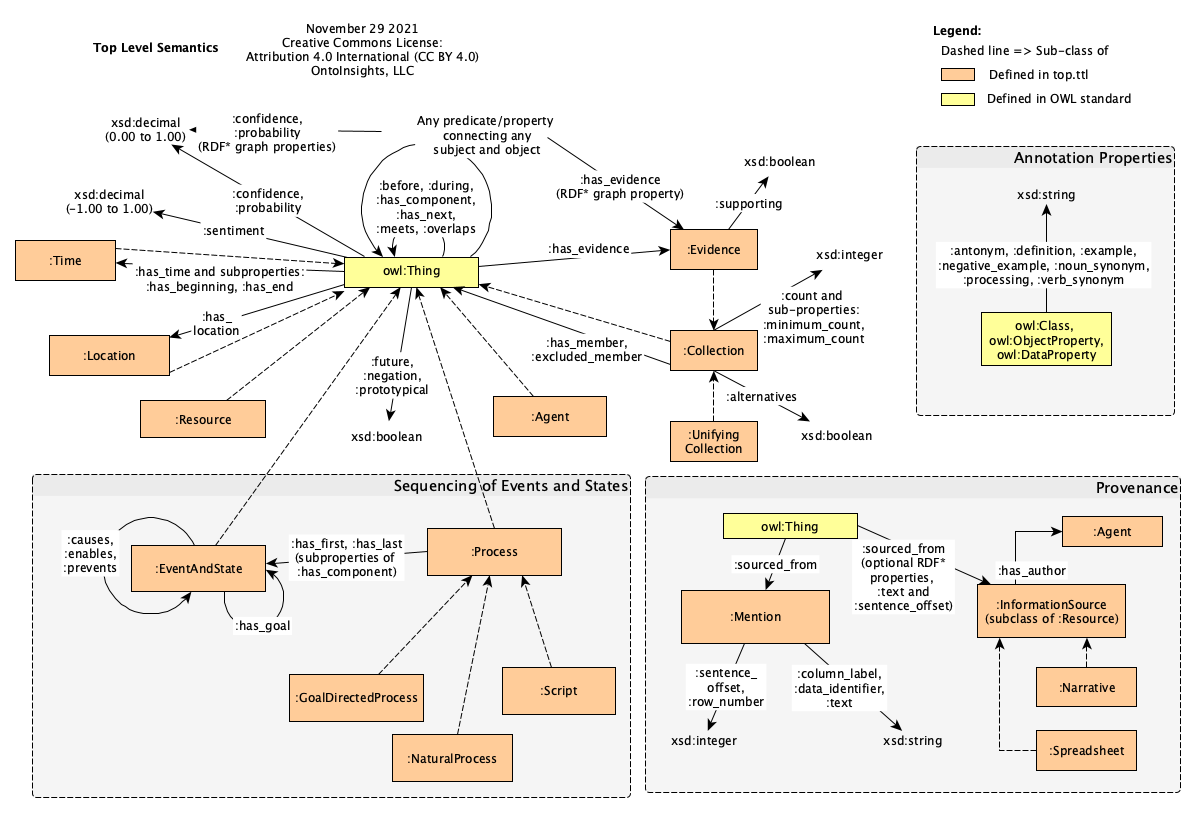 Top Level Semantics
November 29 2021
Creative Commons License:
Attribution 4.0 International (CC BY 4.0)
OntoInsights, LLC
Legend:
Dashed line => Sub-class of
Defined in top.ttl
Defined in OWL standard
xsd:decimal
(0.00 to 1.00)
:confidence,
:probability
(RDF* graph properties)
Any predicate/property
connecting any
subject and object
xsd:decimal
(-1.00 to 1.00)
:confidence,
:probability
:sentiment
:before, :during,
:has_component,
:has_next,
:meets, :overlaps
:has_evidence
(RDF* graph property)
xsd:boolean
:supporting
:Time
:has_time and subproperties:
:has_beginning, :has_end
owl:Thing
:has_evidence
:Evidence
xsd:integer
:count and
sub-properties:
:minimum_count,
:maximum_count
:has_
location
:Location
:future,
:negation,
:prototypical
xsd:boolean
:has_member,
:excluded_member
:Collection
:alternatives
xsd:boolean
:Resource
:Agent
:Unifying
Collection
Annotation Properties
xsd:string
:antonym, :definition, :example,
:negative_example, :noun_synonym,
:processing, :verb_synonym
owl:Class,
owl:ObjectProperty,
owl:DataProperty
Sequencing of Events and States
:causes,
:enables,
:prevents
:EventAndState
:has_goal
:has_first, :has_last
(subproperties of
:has_component)
:Process
:GoalDirectedProcess
:Script
:NaturalProcess
Provenance
owl:Thing
:sourced_from
:sourced_from
(optional RDF*
properties,
:text and
:sentence_offset)
:Agent
:has_author
:Mention
:InformationSource
(subclass of :Resource)
:sentence_
offset,
:row_number
:column_label,
:data_identifier,
:text
xsd:integer
xsd:string
:Narrative
:Spreadsheet